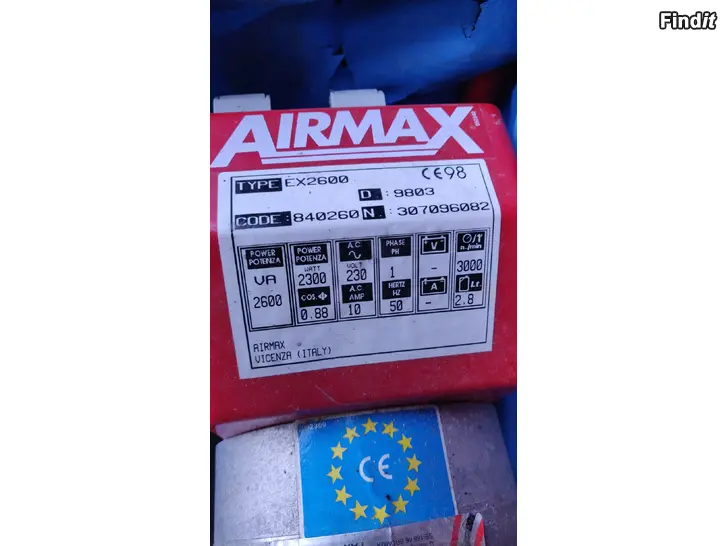 Findit
AIRMAX
TYPE EX2600 CE98
D. : 9803
CODE: 840260 N. : 307096082
POWER POTENZA VA 2600
POWER POTENZA WATT 2300
COS. ϕ 0.88
A.C ∿ VOLT 230
A.C AMP 10
PHASE PH 1
HERTZ HZ 50
V -
A -
/1' n./min 3000
Lt. 2.8
AIRMAX
VICENZA (ITALY)
CE